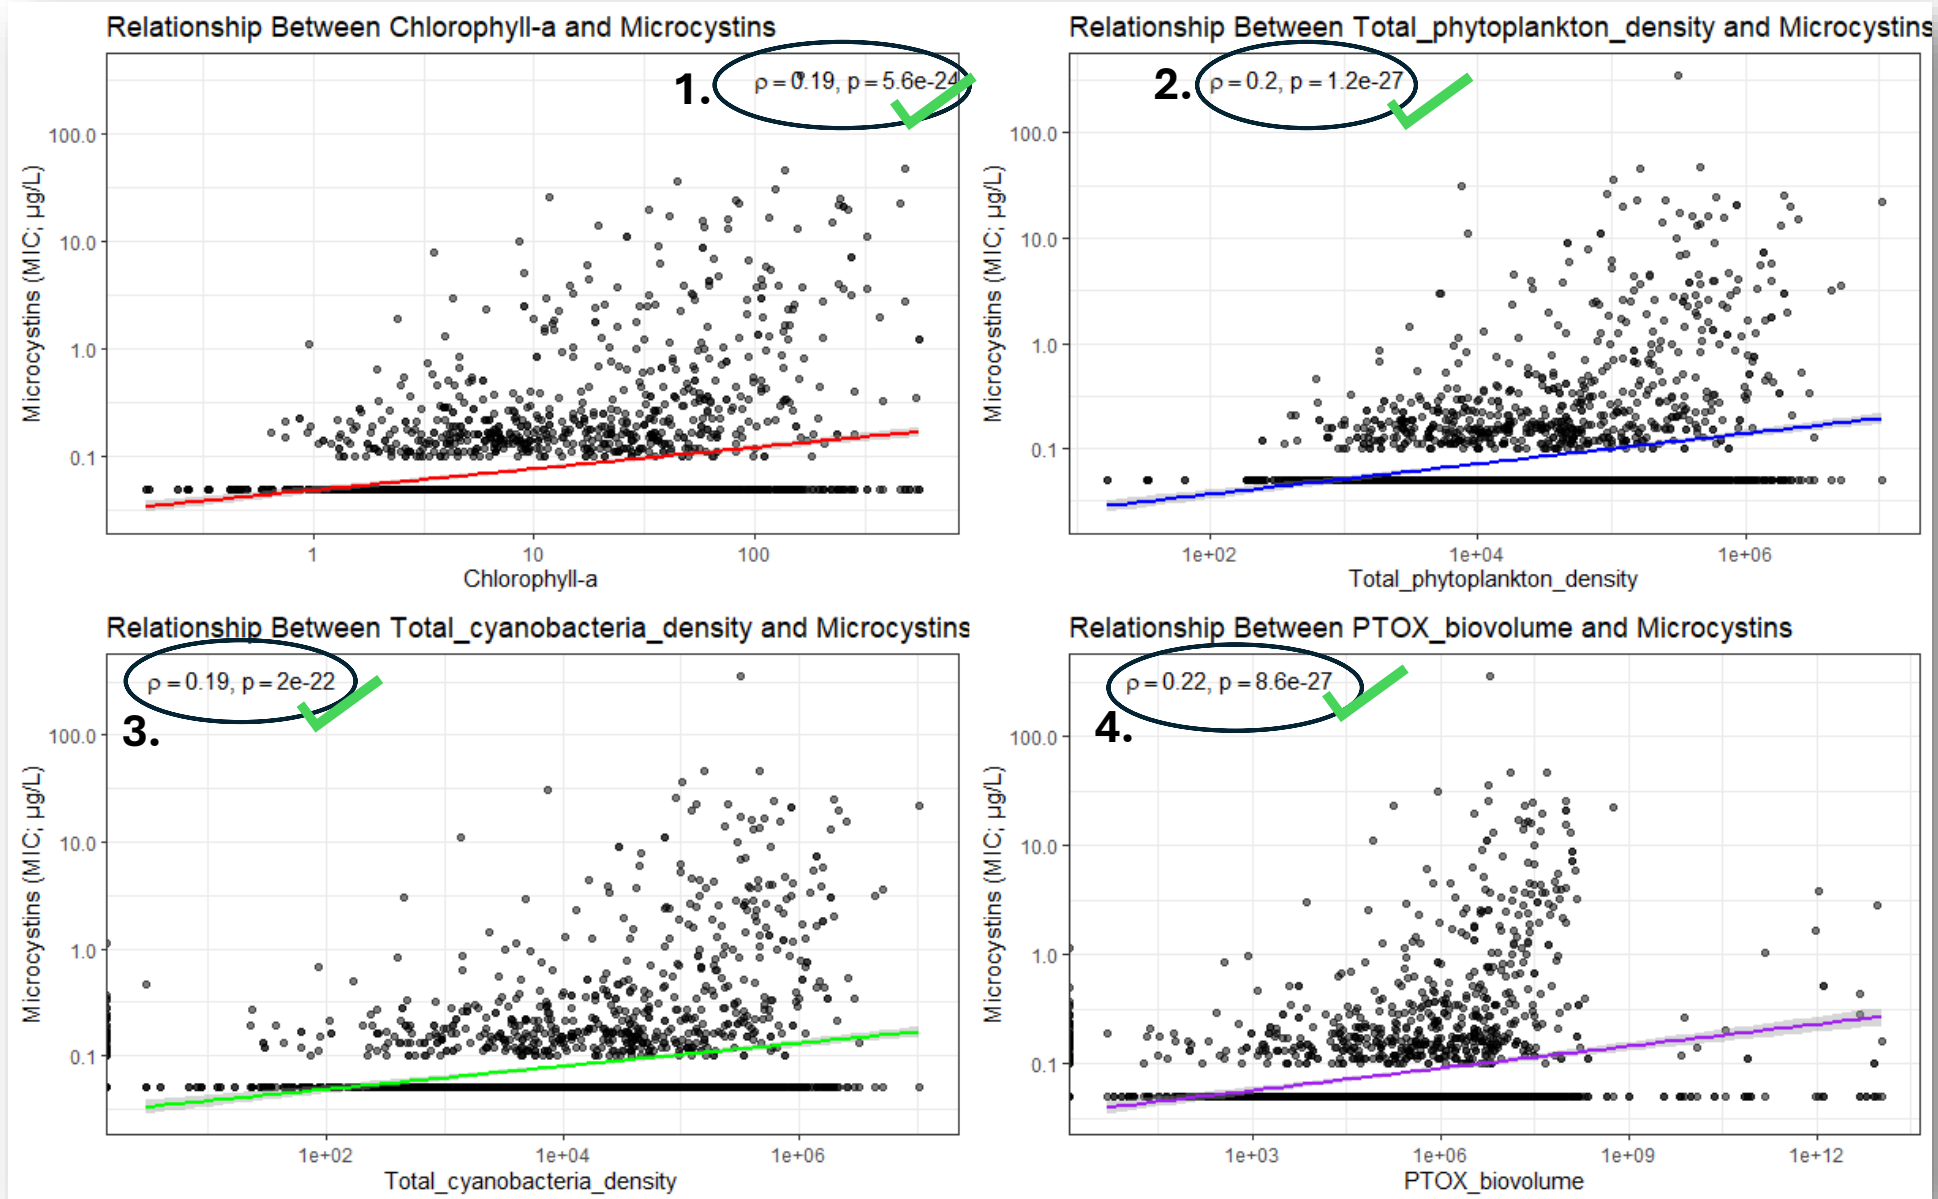 Relationship Between Chlorophyll-a and Microcystins
1.
ρ = 0.19, p = 5.6e-24
Microcystins (MIC; µg/L)
100.0
10.0
1.0
0.1
1
10
100
Chlorophyll-a
Relationship Between Total_phytoplankton_density and Microcystins
2.
ρ = 0.2, p = 1.2e-27
Microcystins (MIC; µg/L)
100.0
10.0
1.0
0.1
1e+02
1e+04
1e+06
Total_phytoplankton_density
Relationship Between Total_cyanobacteria_density and Microcystins
ρ = 0.19, p = 2e-22
3.
Microcystins (MIC; µg/L)
100.0
10.0
1.0
0.1
1e+02
1e+04
1e+06
Total_cyanobacteria_density
Relationship Between PTOX_biovolume and Microcystins
ρ = 0.22, p = 8.6e-27
4.
Microcystins (MIC; µg/L)
100.0
10.0
1.0
0.1
1e+03
1e+06
1e+09
1e+12
PTOX_biovolume